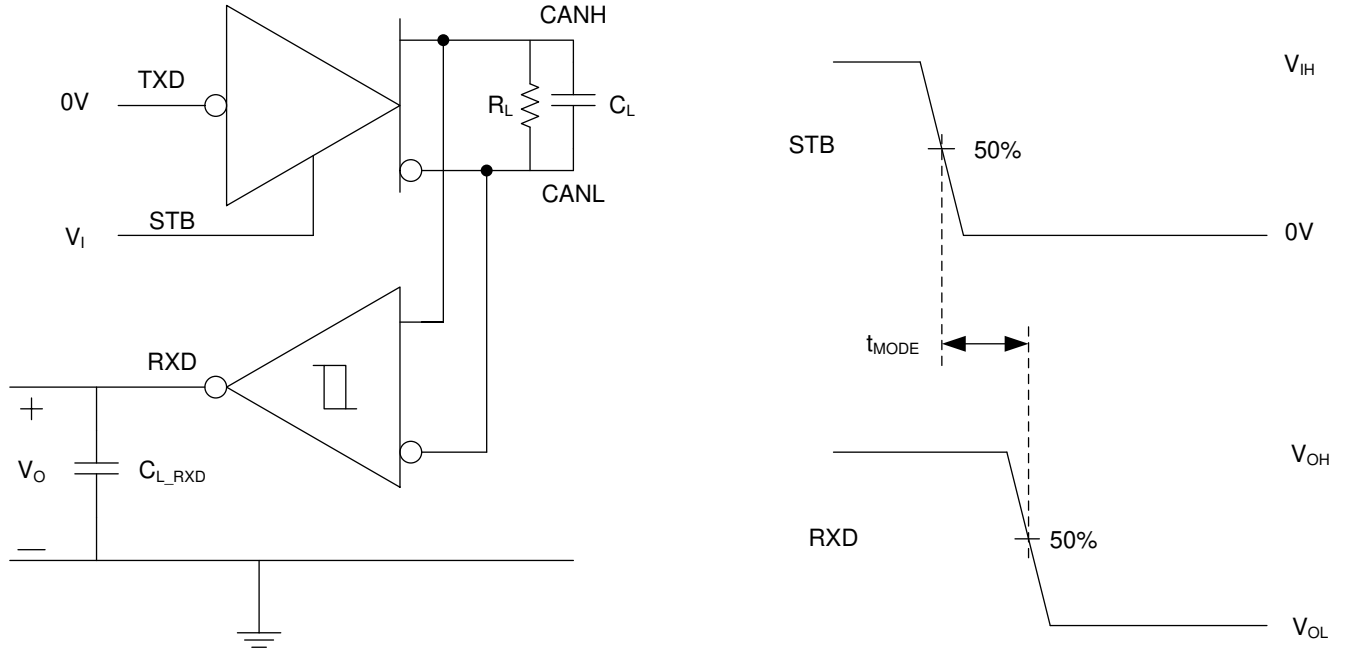 CANH
TXD
0V
R_L
C_L
STB
V_I
CANL
RXD
+
V_O
C_L_RXD
—
V_IH
STB
50%
0V
t_MODE
V_OH
RXD
50%
V_OL